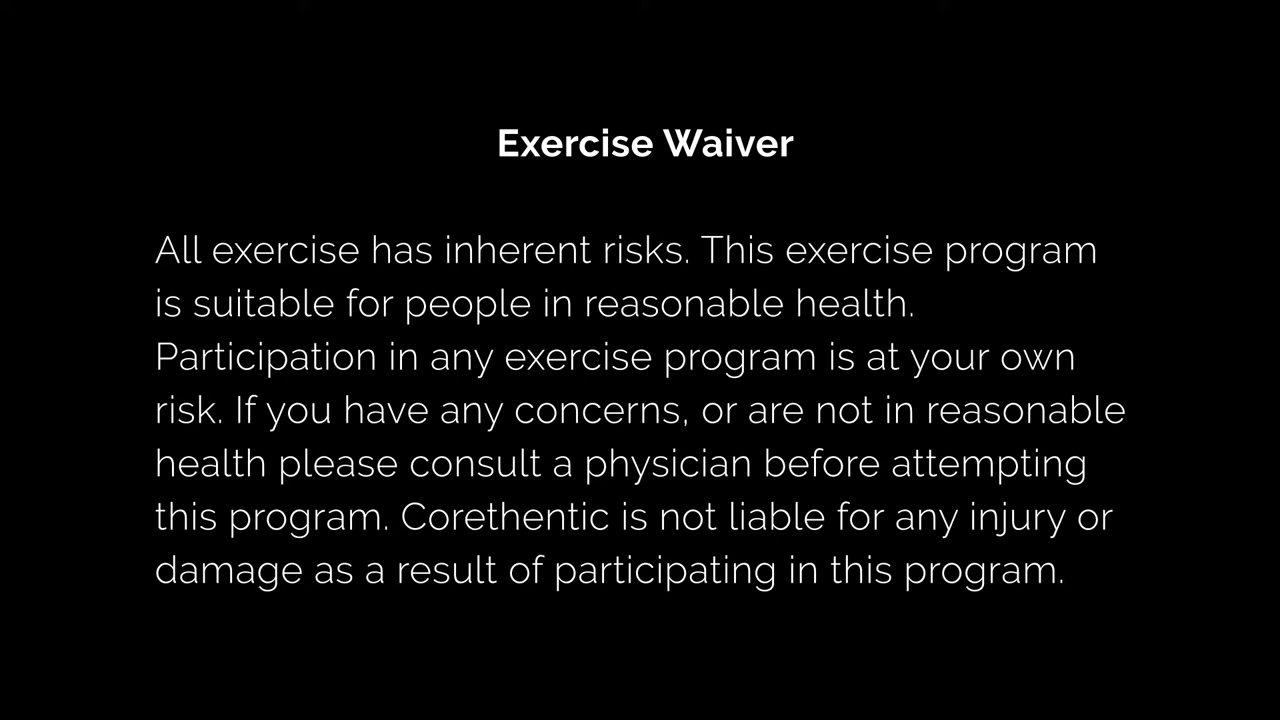 Exercise Waiver
All exercise has inherent risks. This exercise program
is suitable for people in reasonable health.
Participation in any exercise program is at your own
risk. If you have any concerns, or are not in reasonable
health please consult a physician before attempting
this program. Corethentic is not liable for any injury or
damage as a result of participating in this program.